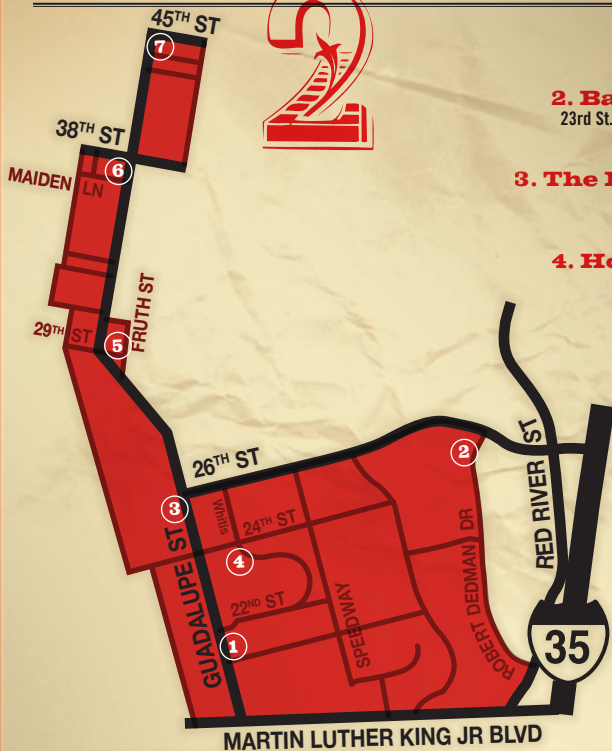 45TH ST
2
7
2. Ba
23rd St.
38TH ST
6
MAIDEN LN
3. The
4. Ho
FRUTH ST
29TH ST
5
26TH ST
2
RED RIVER ST
3
Whitis
24TH ST
4
GUADALUPE ST
22ND ST
SPEEDWAY
ROBERT DEDMAN DR
1
35
MARTIN LUTHER KING JR BLVD